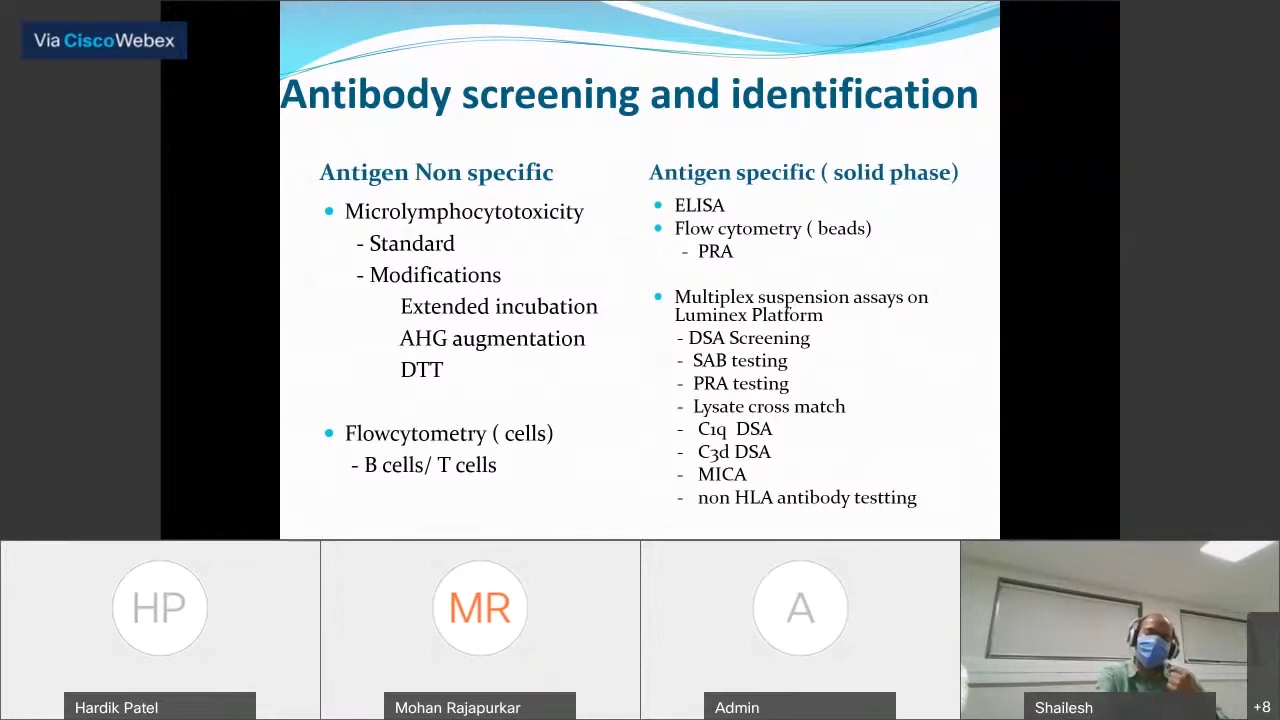 Via CiscoWebex
Antibody screening and identification
Antigen Non specific
• Microlymphocytotoxicity
- Standard
- Modifications
Extended incubation
AHG augmentation
DTT
• Flowcytometry ( cells)
- B cells/ T cells
Antigen specific ( solid phase)
• ELISA
• Flow cytometry ( beads)
- PRA
• Multiplex suspension assays on
Luminex Platform
- DSA Screening
- SAB testing
- PRA testing
- Lysate cross match
- C1q DSA
- C3d DSA
- MICA
- non HLA antibody testting
HP
MR
A
Hardik Patel
Mohan Rajapurkar
Admin
Shailesh
+8